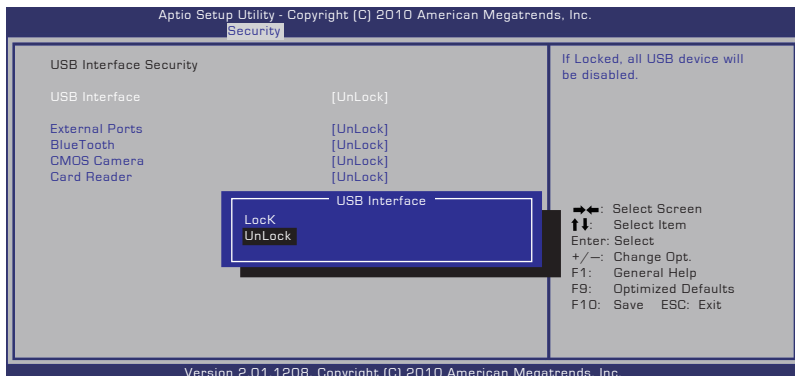 Aptio Setup Utility - Copyright (C) 2010 American Megatrends, Inc.
Security
USB Interface Security
USB Interface [UnLock]
External Ports [UnLock]
BlueTooth [UnLock]
CMOS Camera [UnLock]
Card Reader [UnLock]
USB Interface
LocK
UnLock
If Locked, all USB device will
be disabled.
→←: Select Screen
↑↓: Select Item
Enter: Select
+/—: Change Opt.
F1: General Help
F9: Optimized Defaults
F10: Save ESC: Exit
Version 2.01.1208. Copyright (C) 2010 American Megatrends, Inc.